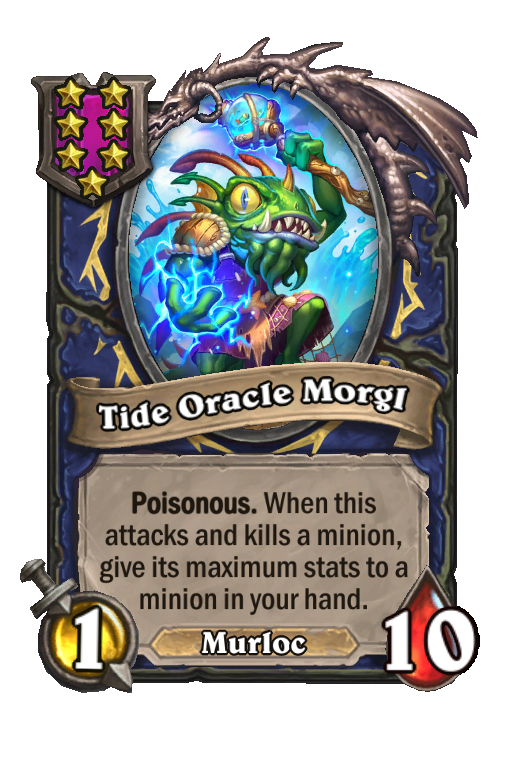 Tide Oracle Morgl
Poisonous. When this
attacks and kills a minion,
give its maximum stats to a
minion in your hand.
1
Murloc
10